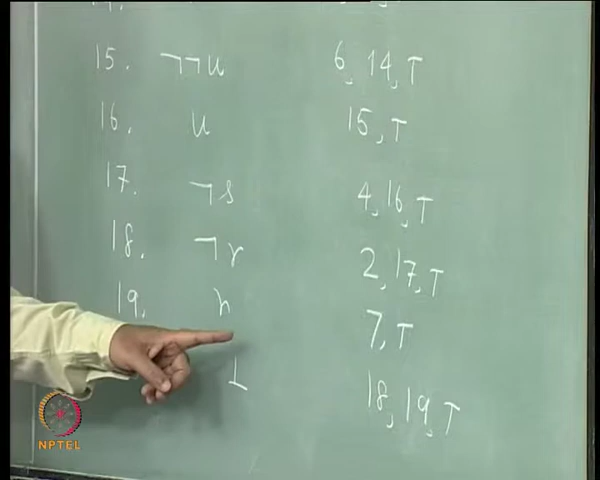 15. ¬¬u 6, 14, T
16. u 15, T
17. ¬s 4, 16, T
18. ¬r 2, 17, T
19. r 7, T
⊥ 18, 19, T
NPTEL